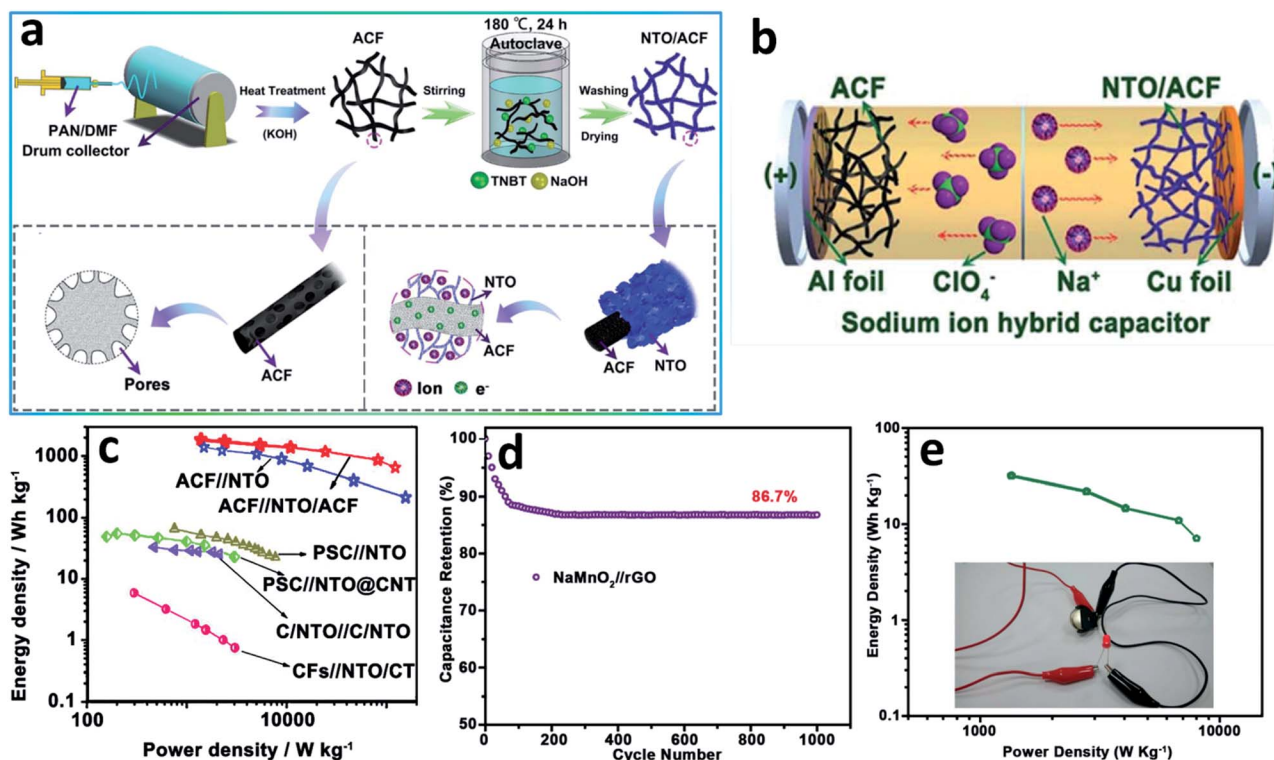 a
PAN/DMF
Drum collector
Heat Treatment
(KOH)
ACF
Stirring
180 ℃, 24 h
Autoclave
TNBT NaOH
Washing
Drying
NTO/ACF
Pores
ACF
NTO
ACF
Ion e⁻
ACF
NTO
b
ACF
NTO/ACF
(+)
(-)
Al foil
ClO₄⁻
Na⁺
Cu foil
Sodium ion hybrid capacitor
c
Energy density / Wh kg⁻¹
1000
100
10
1
0.1
ACF//NTO
ACF//NTO/ACF
PSC//NTO
PSC//NTO@CNT
C/NTO//C/NTO
CFs//NTO/CT
100 10000
Power density / W kg⁻¹
d
Capacitance Retention (%)
100
90
80
70
60
50
86.7%
NaMnO₂//rGO
0 200 400 600 800 1000
Cycle Number
e
Energy Density (Wh Kg⁻¹)
100
10
1
0.1
1000 10000
Power Density (W Kg⁻¹)